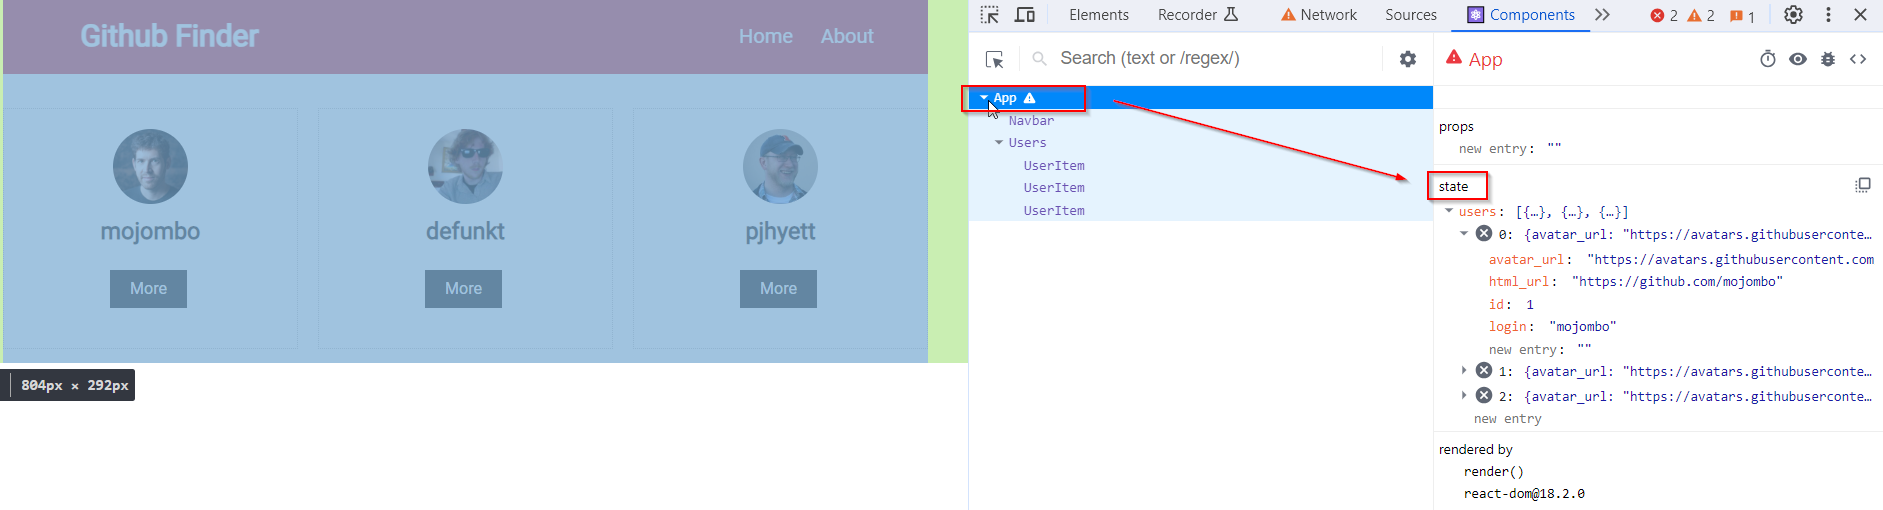 Github Finder
Home About
mojombo
More
defunkt
More
pjhyett
More
804px × 292px
Elements Recorder Network Sources Components 2 2 1
Search (text or /regex/)
App
Navbar
Users
UserItem
UserItem
UserItem
App
props
new entry: ""
state
users: [{…}, {…}, {…}]
0: {avatar_url: "https://avatars.githubuserconte…
avatar_url: "https://avatars.githubusercontent.com
html_url: "https://github.com/mojombo"
id: 1
login: "mojombo"
new entry: ""
1: {avatar_url: "https://avatars.githubuserconte…
2: {avatar_url: "https://avatars.githubuserconte…
new entry
rendered by
render()
react-dom@18.2.0